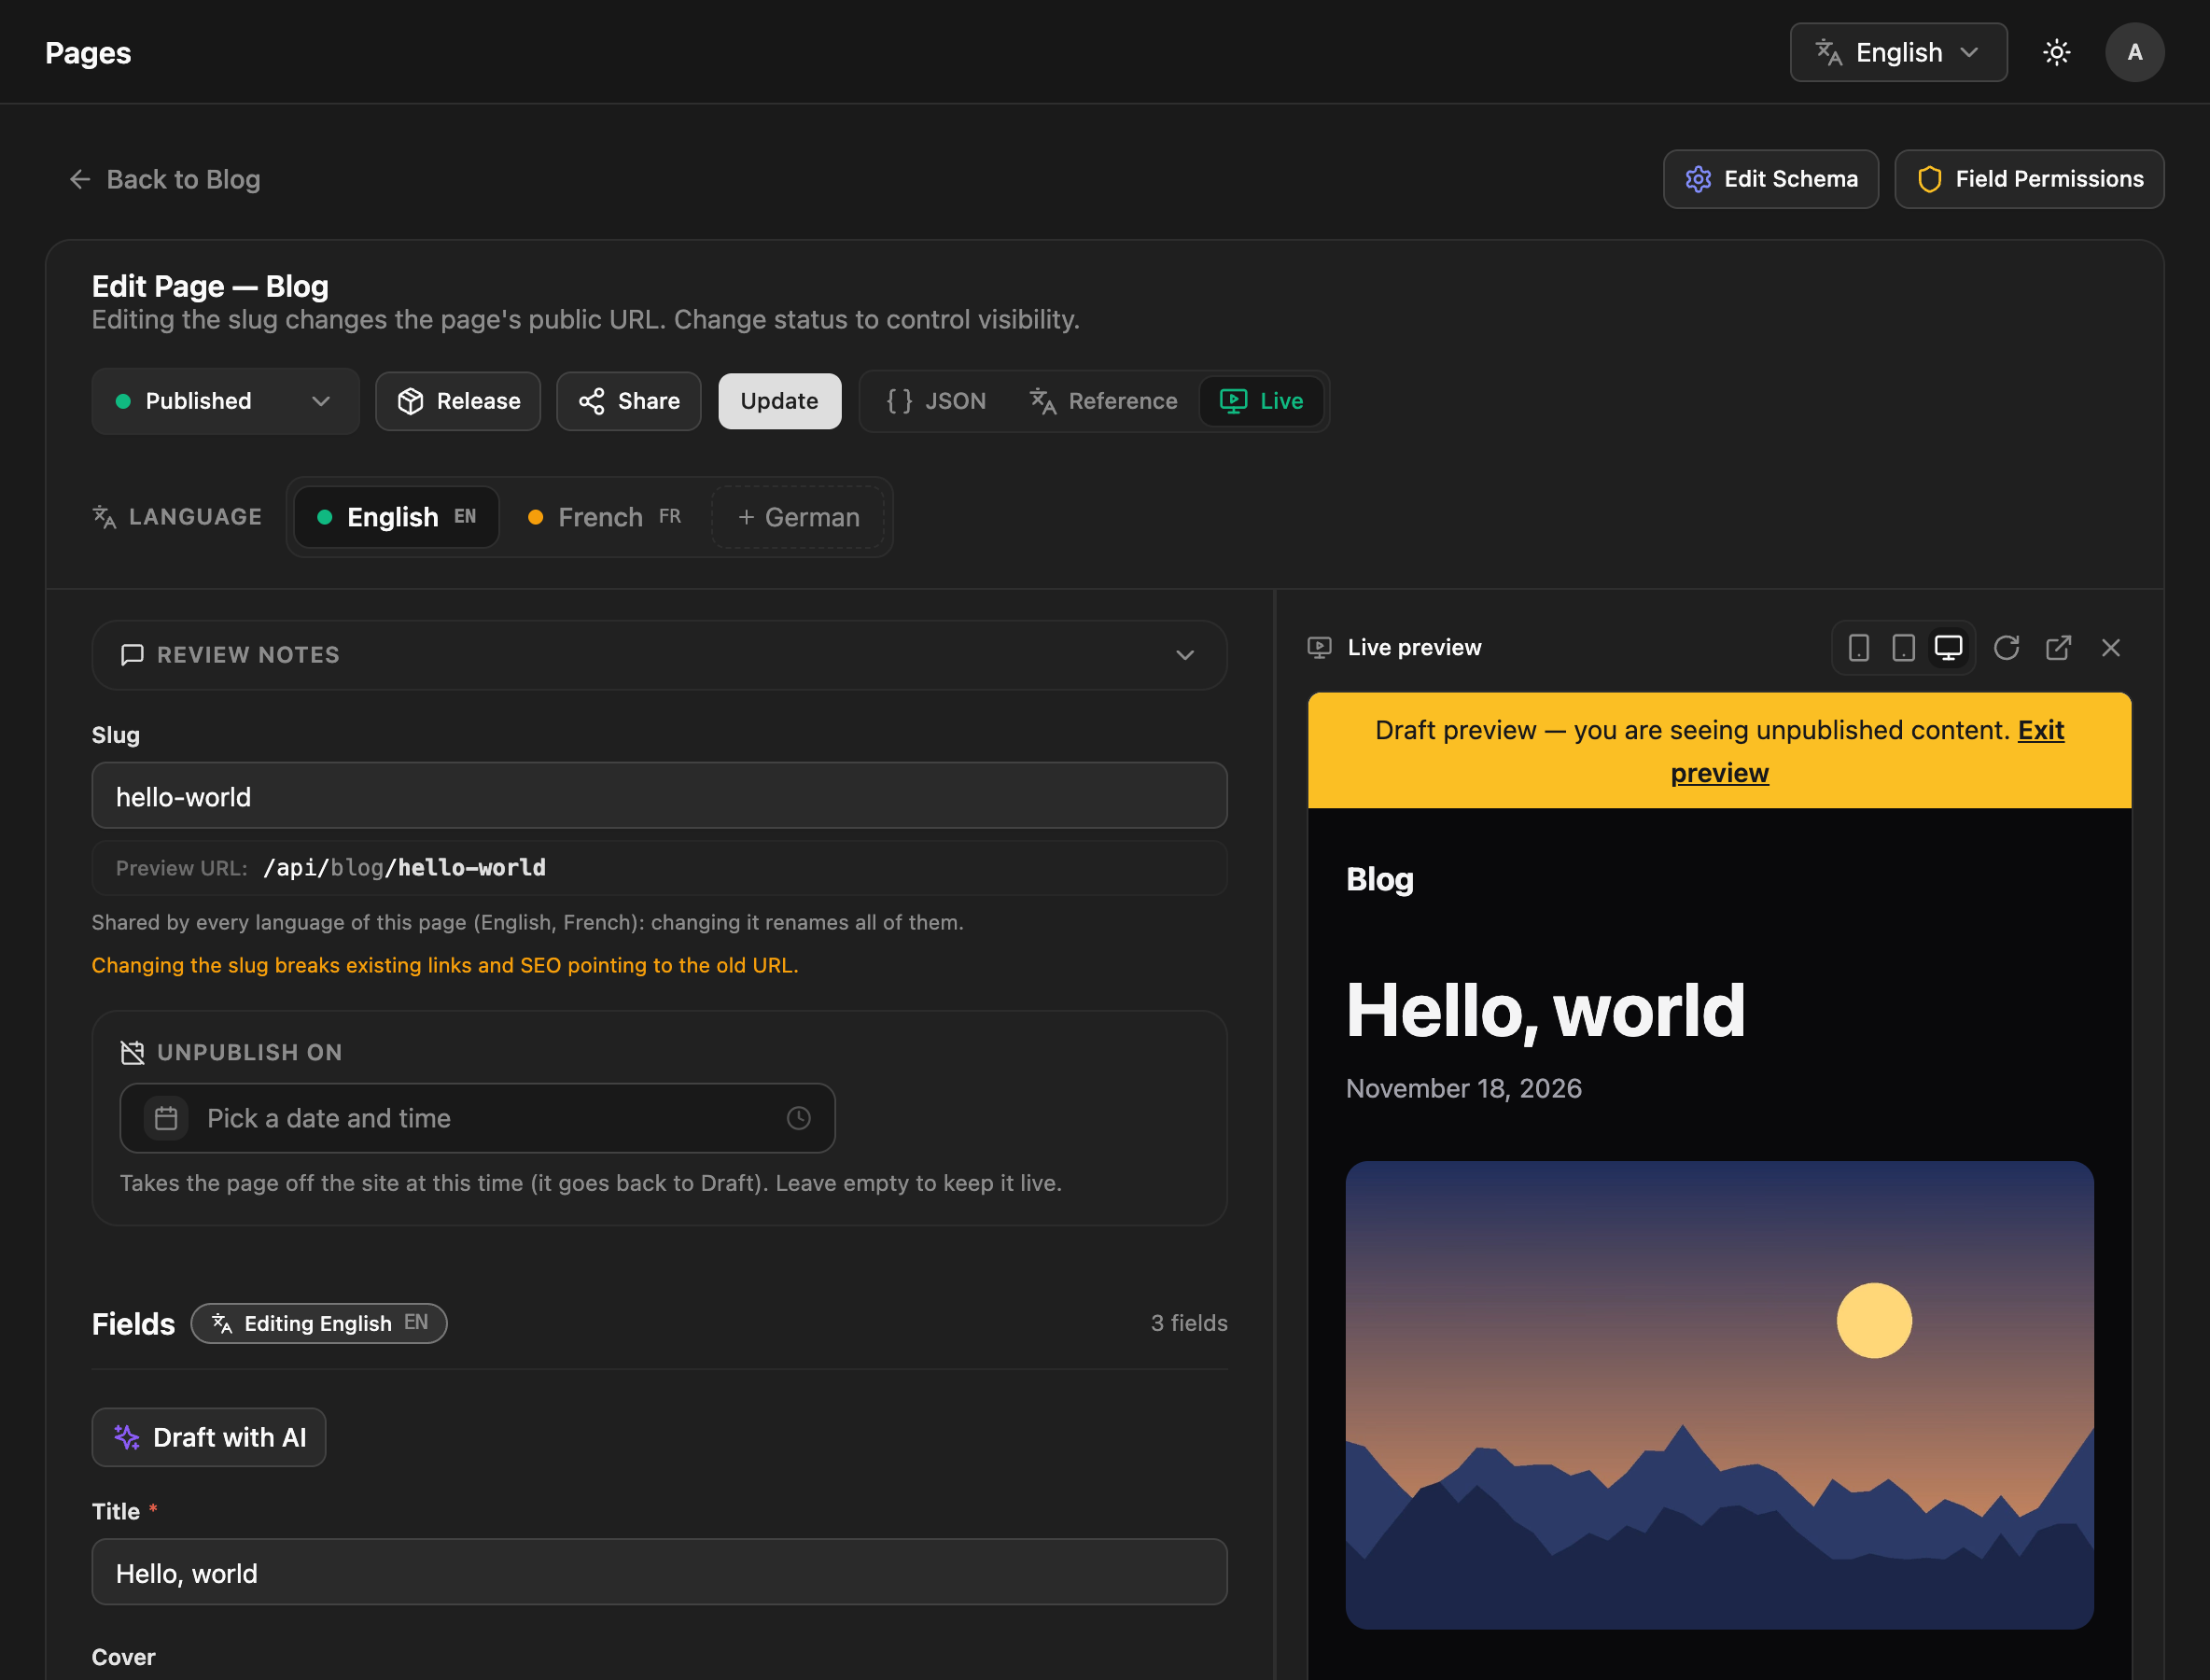 Pages
English
A
Back to Blog
Edit Schema
Field Permissions
Edit Page — Blog
Editing the slug changes the page's public URL. Change status to control visibility.
Published
Release
Share
Update
{ } JSON
Reference
Live
LANGUAGE
English EN
French FR
+ German
REVIEW NOTES
Slug
hello-world
Preview URL: /api/blog/hello-world
Shared by every language of this page (English, French): changing it renames all of them.
Changing the slug breaks existing links and SEO pointing to the old URL.
UNPUBLISH ON
Pick a date and time
Takes the page off the site at this time (it goes back to Draft). Leave empty to keep it live.
Fields
Editing English EN
3 fields
Draft with AI
Title *
Hello, world
Cover
Live preview
Draft preview — you are seeing unpublished content. Exit
preview
Blog
Hello, world
November 18, 2026